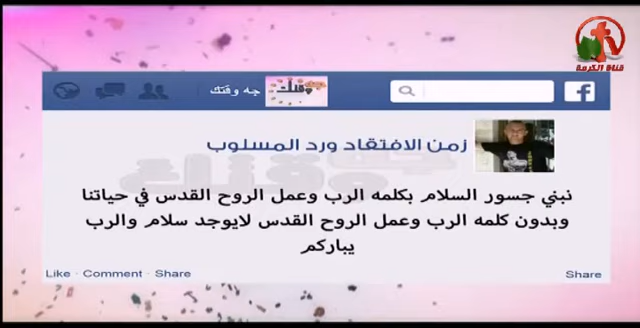 قناة الكرمة
جه وقتك
زمن الافتقاد ورد المسلوب
نبني جسور السلام بكلمه الرب وعمل الروح القدس في حياتنا
وبدون كلمه الرب وعمل الروح القدس لايوجد سلام والرب
يباركم
Like · Comment · Share
Share